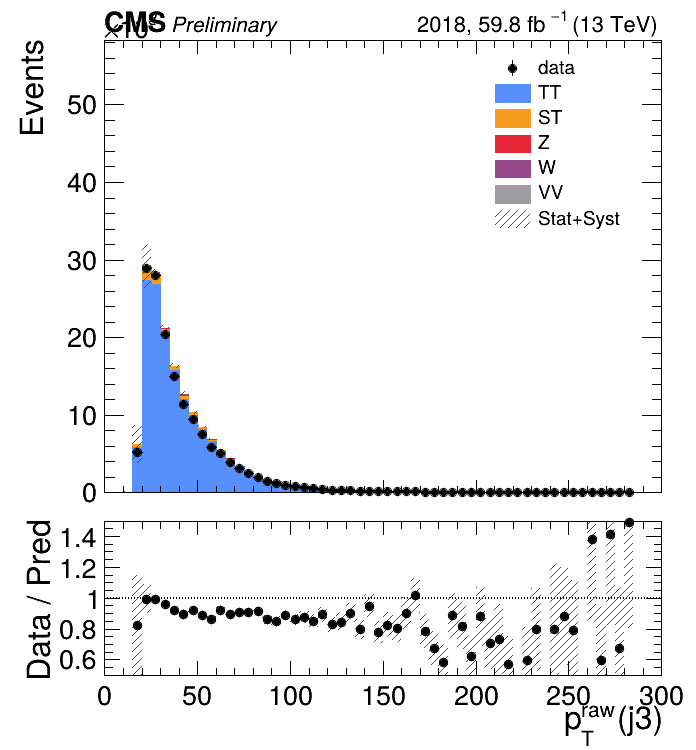 CMS Preliminary 2018, 59.8 fb⁻¹ (13 TeV)
Events
50
40
30
20
10
0
data
TT
ST
Z
W
VV
Stat+Syst
Data / Pred
1.4
1.2
1
0.8
0.6
0 50 100 150 200 250 300
p_T^raw(j3)